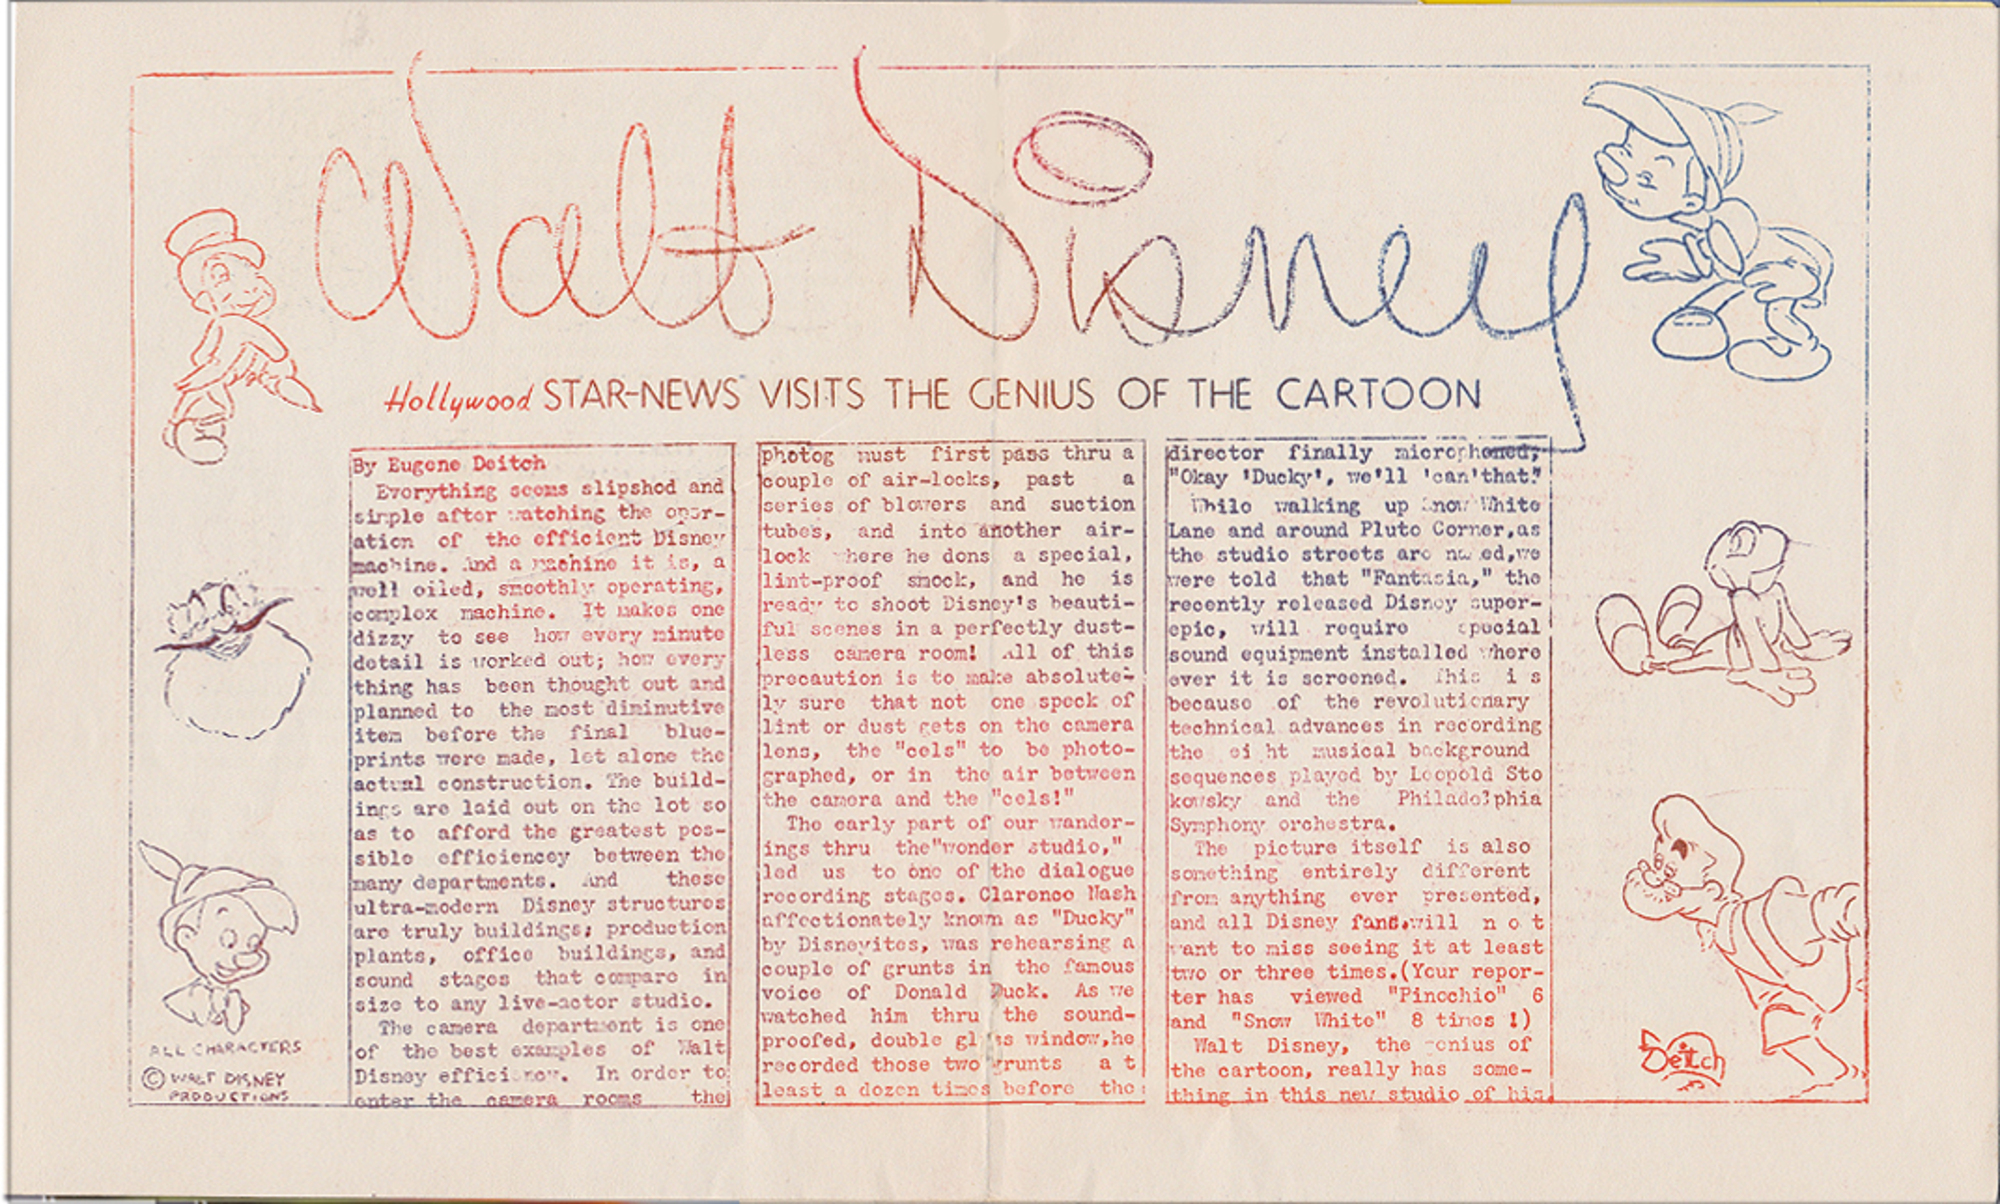 Walt Disney
Hollywood STAR-NEWS VISITS THE GENIUS OF THE CARTOON
By Eugene Deitch
Everything seems slipshod and
simple after watching the oper-
ation of the efficient Disney
machine. And a machine it is, a
well oiled, smoothly operating,
complex machine. It makes one
dizzy to see how every minute
detail is worked out; how every
thing has been thought out and
planned to the most diminutive
item before the final blue-
prints were made, let alone the
actual construction. The build-
ings are laid out on the lot so
as to afford the greatest pos-
sible efficiencey between the
many departments. And these
ultra-modern Disney structures
are truly buildings; production
plants, office buildings, and
sound stages that compare in
size to any live-actor studio.
The camera department is one
of the best examples of Walt
Disney efficiency. In order to
enter the camera rooms the
photog must first pass thru a
couple of air-locks, past a
series of blowers and suction
tubes, and into another air-
lock where he dons a special,
lint-proof smock, and he is
ready to shoot Disney's beauti-
ful scenes in a perfectly dust-
less camera room! All of this
precaution is to make absolute-
ly sure that not one speck of
lint or dust gets on the camera
lens, the "cels" to be photo-
graphed, or in the air between
the camera and the "cels!"
The early part of our wander-
ings thru the"wonder studio,"
led us to one of the dialogue
recording stages. Clarence Nash
affectionately known as "Ducky"
by Disneyites, was rehearsing a
couple of grunts in the famous
voice of Donald Duck. As we
watched him thru the sound-
proofed, double glass window,he
recorded those two grunts at
least a dozen times before the
director finally microphoned;
"Okay 'Ducky', we'll 'can'that"
While walking up Snow White
Lane and around Pluto Corner,as
the studio streets are named,we
were told that "Fantasia," the
recently released Disney super-
epic, will require special
sound equipment installed where
ever it is screened. This is
because of the revolutionary
technical advances in recording
the eight musical background
sequences played by Leopold Sto
kowsky and the Philadelphia
Symphony orchestra.
The picture itself is also
something entirely different
from anything ever presented,
and all Disney fans.will not
want to miss seeing it at least
two or three times.(Your repor-
ter has viewed "Pinocchio" 6
and "Snow White" 8 times !)
Walt Disney, the genius of
the cartoon, really has some-
thing in this new studio of his.
ALL CHARACTERS
© WALT DISNEY
PRODUCTIONS
Deitch